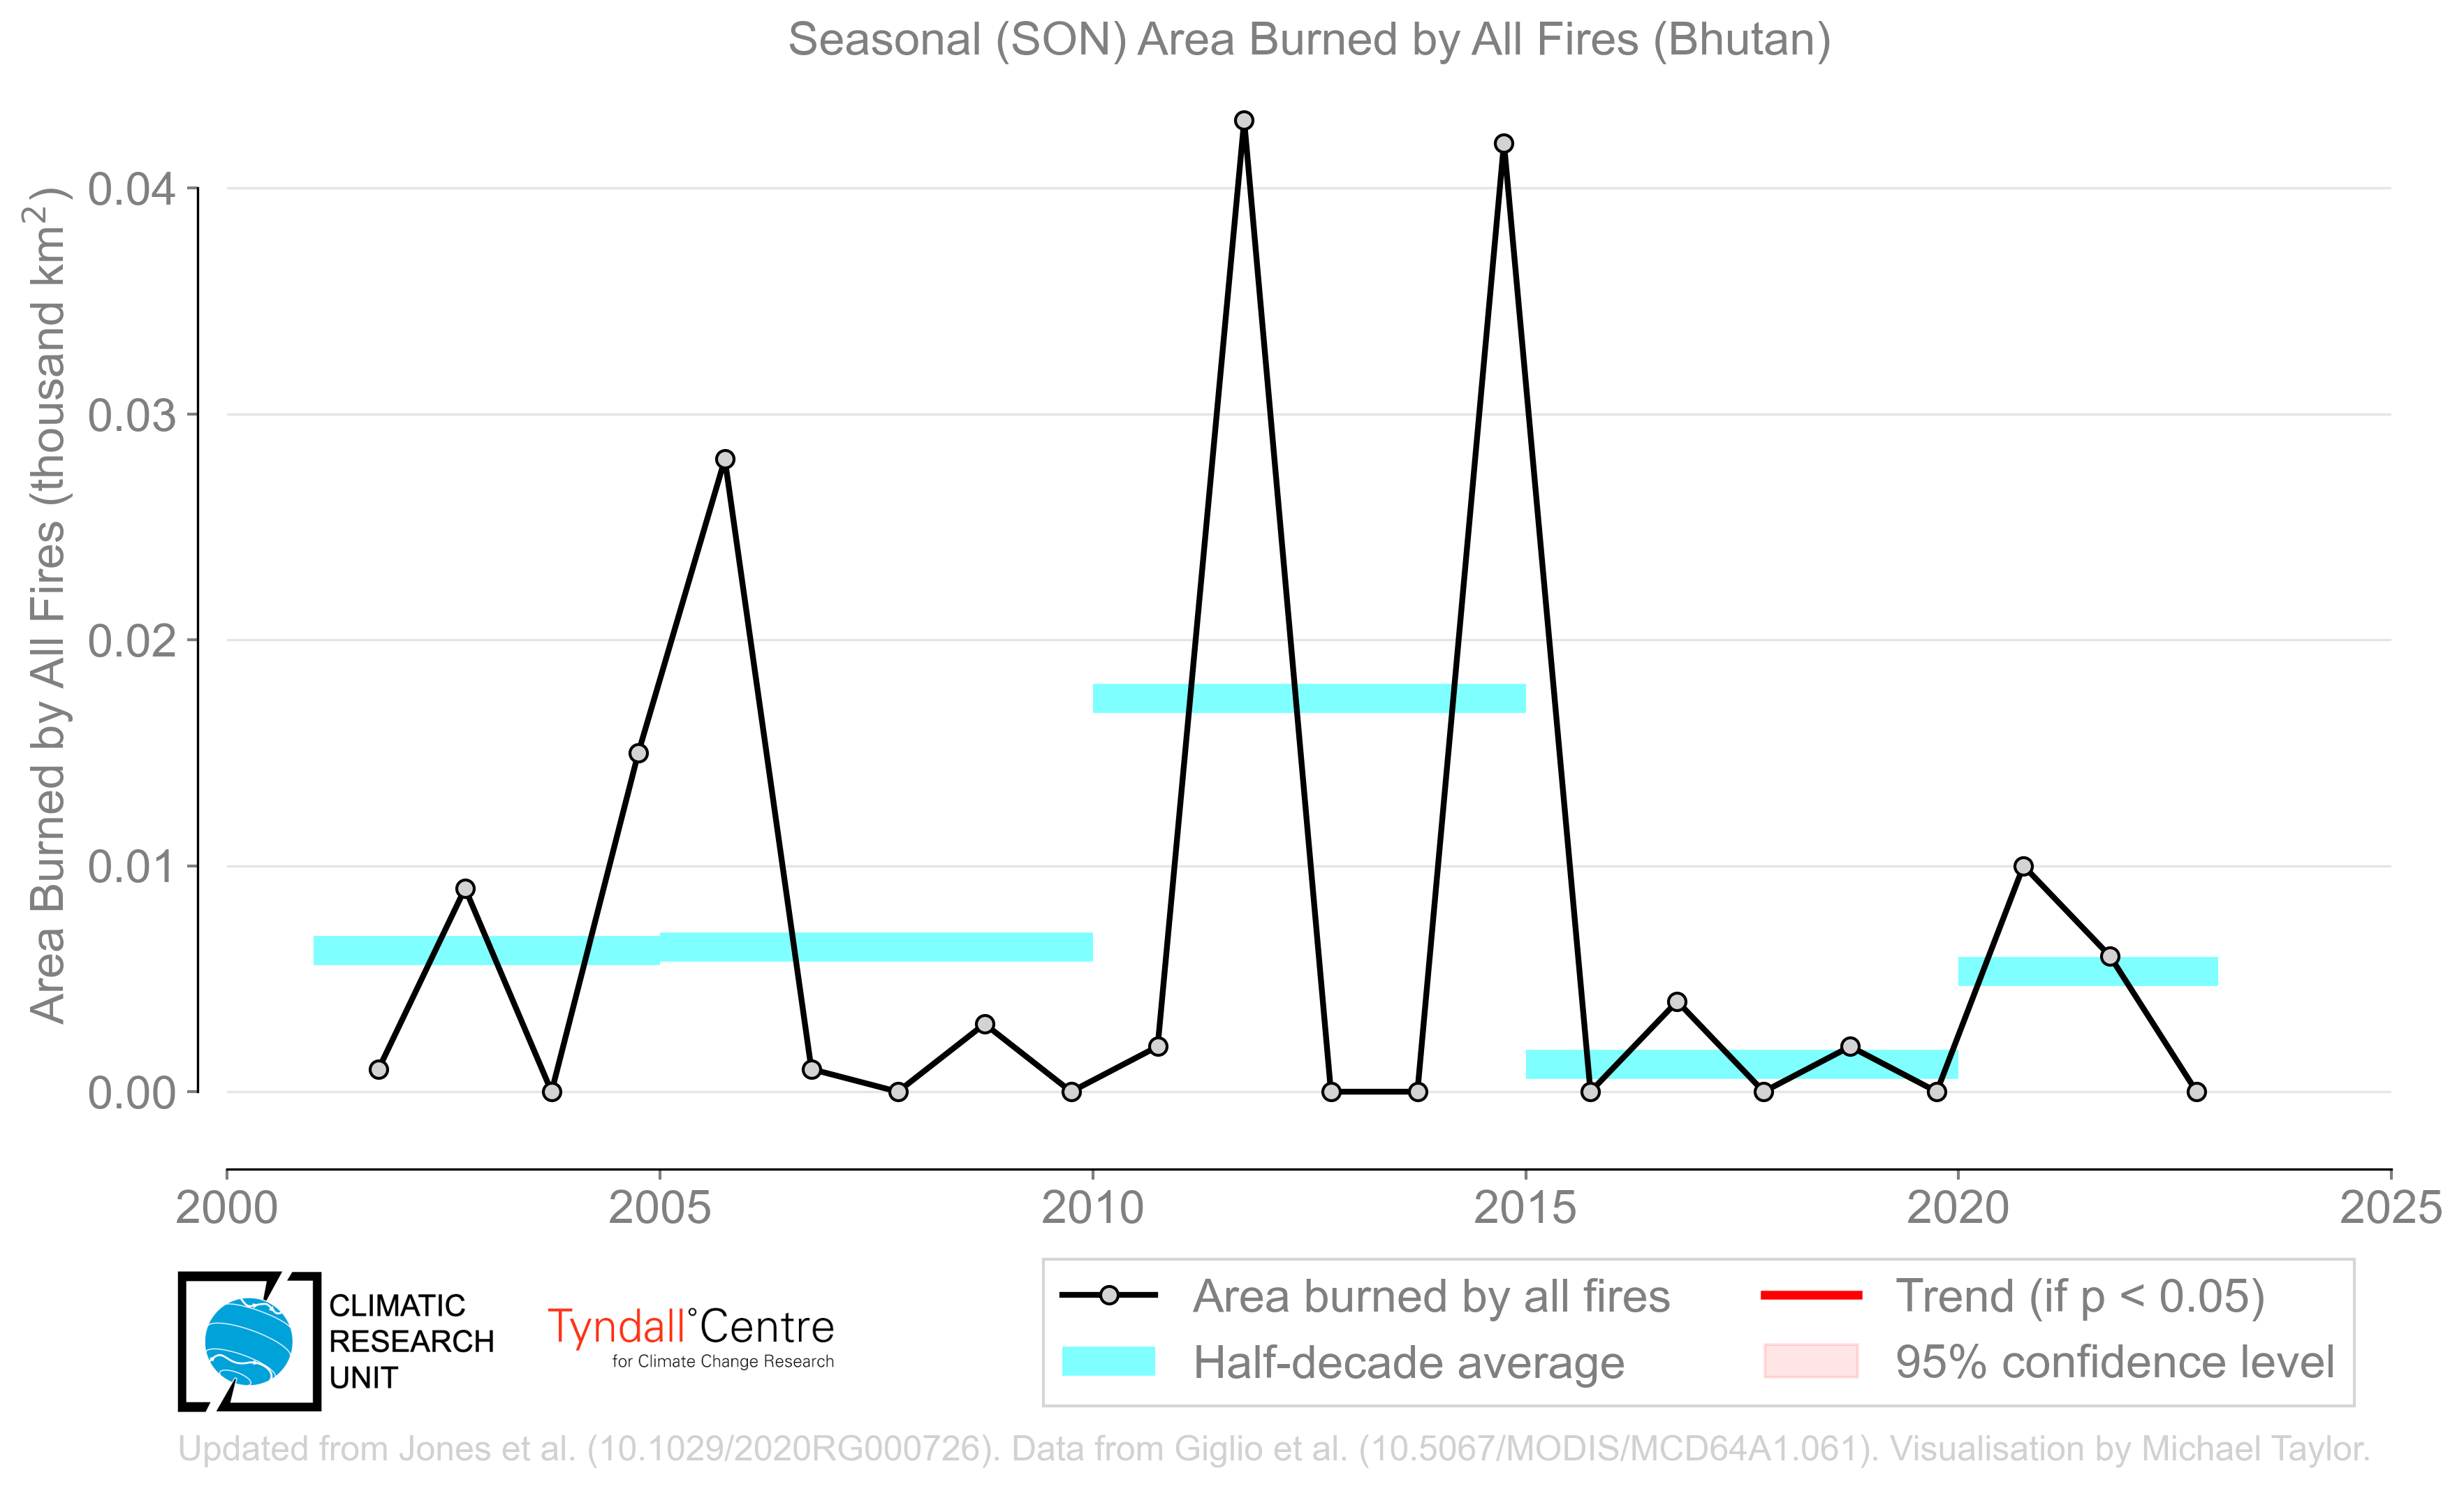 Seasonal (SON) Area Burned by All Fires (Bhutan)
Area Burned by All Fires (thousand km²)
0.04
0.03
0.02
0.01
0.00
2000 2005 2010 2015 2020 2025
CLIMATIC
RESEARCH
UNIT
Tyndall°Centre
for Climate Change Research
Area burned by all fires
Half-decade average
Trend (if p < 0.05)
95% confidence level
Updated from Jones et al. (10.1029/2020RG000726). Data from Giglio et al. (10.5067/MODIS/MCD64A1.061). Visualisation by Michael Taylor.